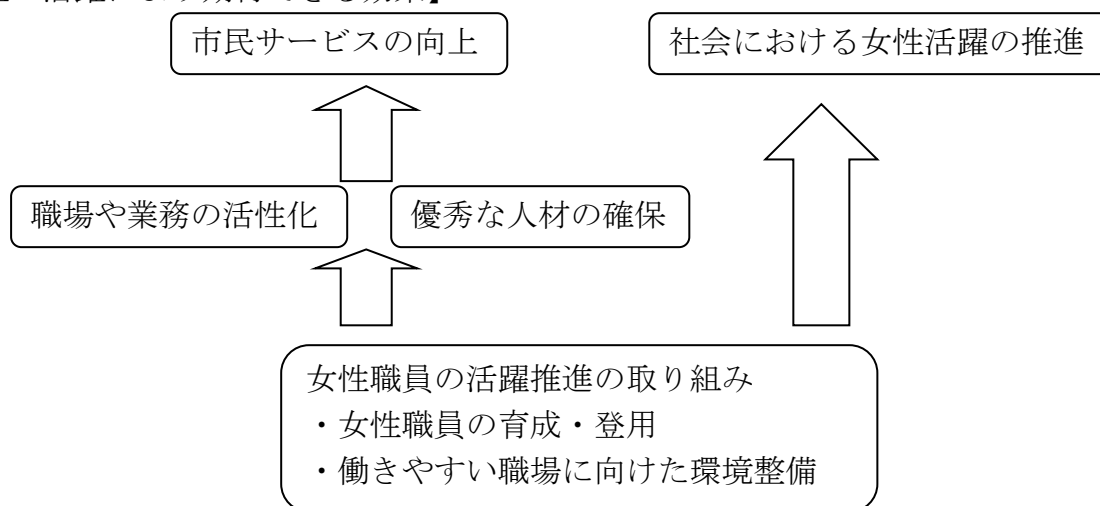 市民サービスの向上
社会における女性活躍の推進
職場や業務の活性化
優秀な人材の確保
女性職員の活躍推進の取り組み
・女性職員の育成・登用
・働きやすい職場に向けた環境整備